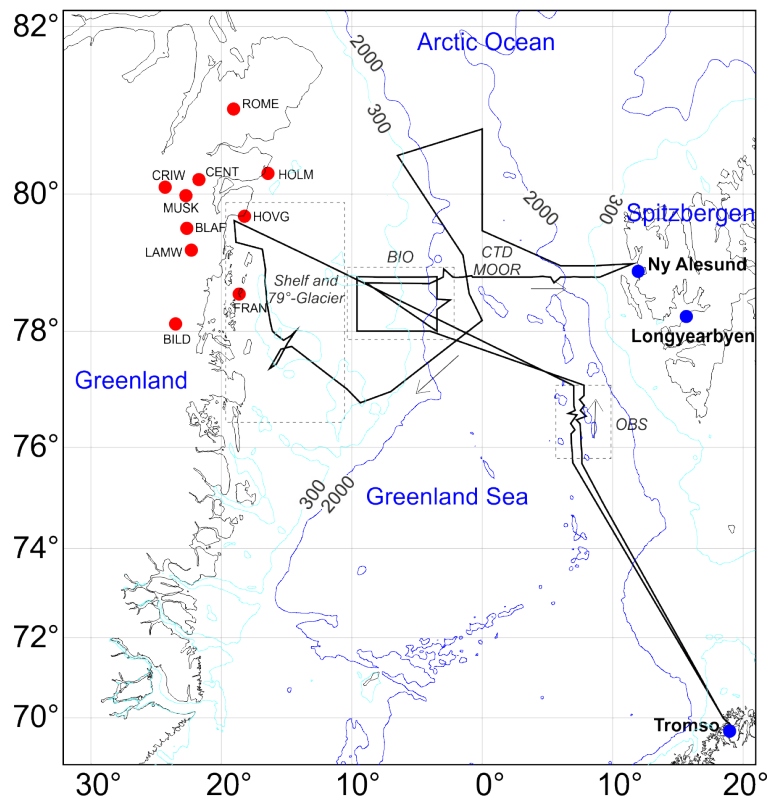 82°
Arctic Ocean
2000
300
ROME
CRIW
CENT
HOLM
80°
MUSK
HOVG
2000
300
Spitzbergen
BLAF
LAMW
BIO
CTD
MOOR
Ny Alesund
Shelf and
79°-Glacier
FRAN
78°
BILD
Longyearbyen
Greenland
OBS
76°
300
2000
Greenland Sea
74°
72°
70°
Tromso
30°
20°
10°
0°
10°
20°